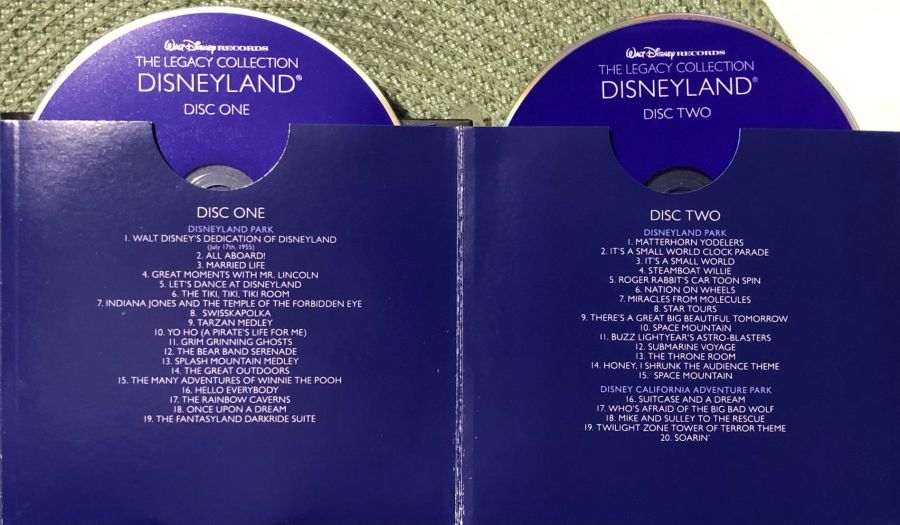 WALT DISNEY RECORDS
THE LEGACY COLLECTION
DISNEYLAND®
DISC ONE
DISC ONE
DISNEYLAND PARK
1. WALT DISNEY'S DEDICATION OF DISNEYLAND
(July 17th, 1955)
2. ALL ABOARD!
3. MARRIED LIFE
4. GREAT MOMENTS WITH MR. LINCOLN
5. LET'S DANCE AT DISNEYLAND
6. THE TIKI, TIKI, TIKI ROOM
7. INDIANA JONES AND THE TEMPLE OF THE FORBIDDEN EYE
8. SWISSKAPOLKA
9. TARZAN MEDLEY
10. YO HO (A PIRATE'S LIFE FOR ME)
11. GRIM GRINNING GHOSTS
12. THE BEAR BAND SERENADE
13. SPLASH MOUNTAIN MEDLEY
14. THE GREAT OUTDOORS
15. THE MANY ADVENTURES OF WINNIE THE POOH
16. HELLO EVERYBODY
17. THE RAINBOW CAVERNS
18. ONCE UPON A DREAM
19. THE FANTASYLAND DARKRIDE SUITE
WALT DISNEY RECORDS
THE LEGACY COLLECTION
DISNEYLAND®
DISC TWO
DISC TWO
DISNEYLAND PARK
1. MATTERHORN YODELERS
2. IT'S A SMALL WORLD CLOCK PARADE
3. IT'S A SMALL WORLD
4. STEAMBOAT WILLIE
5. ROGER RABBIT'S CAR TOON SPIN
6. NATION ON WHEELS
7. MIRACLES FROM MOLECULES
8. STAR TOURS
9. THERE'S A GREAT BIG BEAUTIFUL TOMORROW
10. SPACE MOUNTAIN
11. BUZZ LIGHTYEAR'S ASTRO-BLASTERS
12. SUBMARINE VOYAGE
13. THE THRONE ROOM
14. HONEY, I SHRUNK THE AUDIENCE THEME
15. SPACE MOUNTAIN
DISNEY CALIFORNIA ADVENTURE PARK
16. SUITCASE AND A DREAM
17. WHO'S AFRAID OF THE BIG BAD WOLF
18. MIKE AND SULLEY TO THE RESCUE
19. TWILIGHT ZONE TOWER OF TERROR THEME
20. SOARIN'